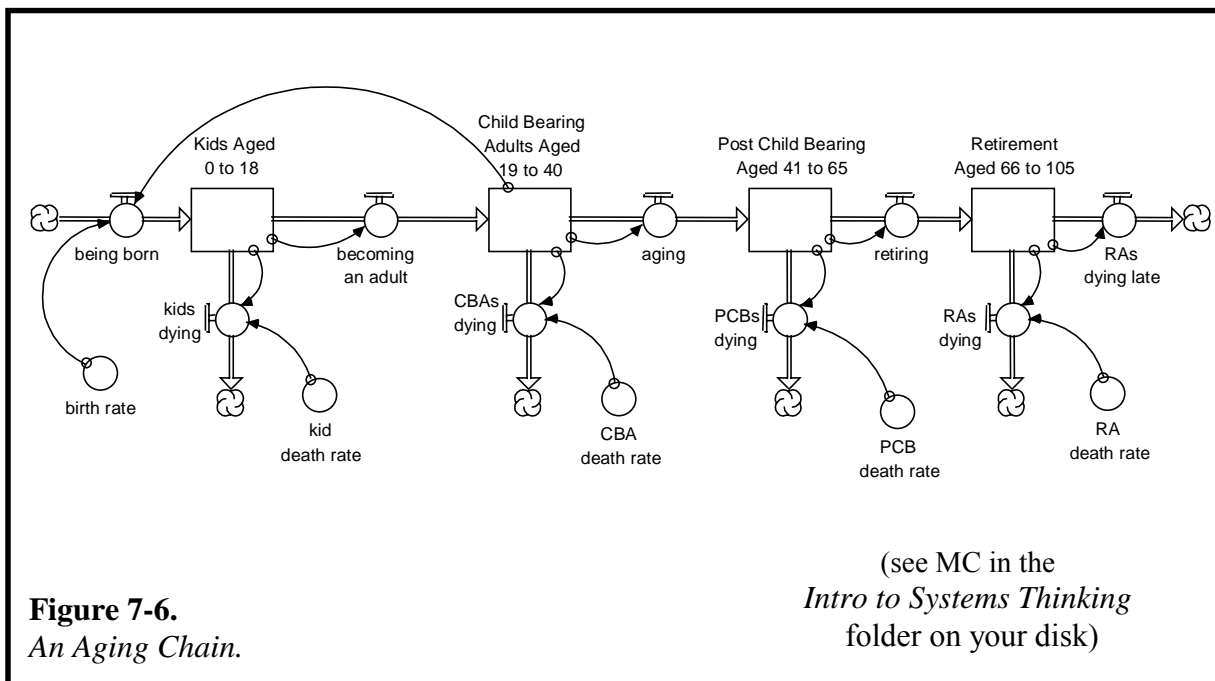 Child Bearing
Adults Aged
19 to 40
Kids Aged
0 to 18
Post Child Bearing
Aged 41 to 65
Retirement
Aged 66 to 105
being born
becoming
an adult
aging
retiring
RAs
dying late
kids
dying
CBAs
dying
PCBs
dying
RAs
dying
birth rate
kid
death rate
CBA
death rate
PCB
death rate
RA
death rate
(see MC in the
Intro to Systems Thinking
folder on your disk)
Figure 7-6.
An Aging Chain.